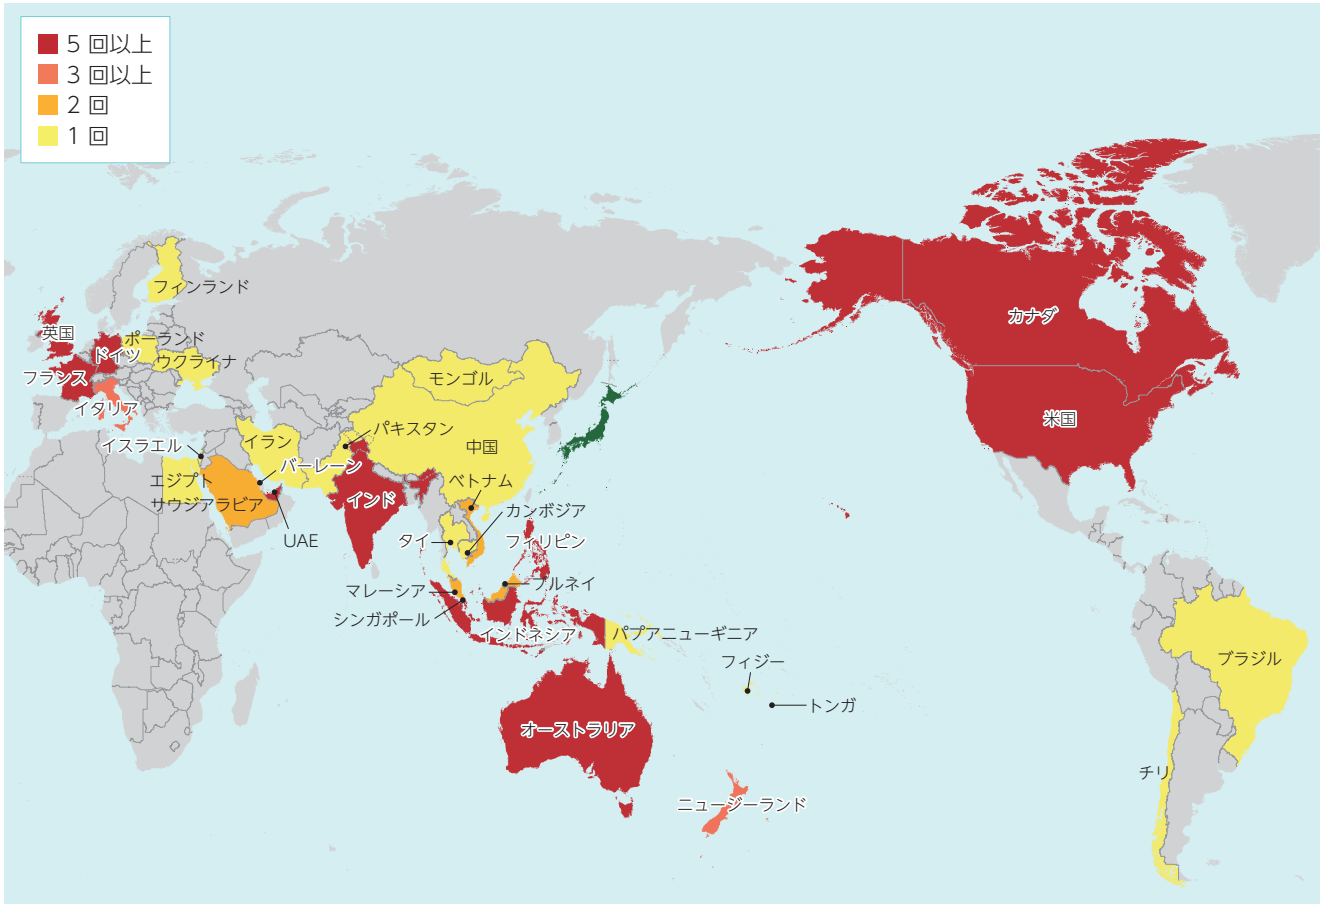 5 回以上
3 回以上
2 回
1 回
フィンランド
英国
ポーランド
ドイツ
ウクライナ
フランス
イタリア
モンゴル
カナダ
米国
パキスタン
イスラエル
イラン
中国
バーレーン
エジプト
ベトナム
サウジアラビア
インド
カンボジア
UAE
タイ
フィリピン
マレーシア
ブルネイ
シンガポール
インドネシア
パプアニューギニア
フィジー
ブラジル
トンガ
オーストラリア
チリ
ニュージーランド